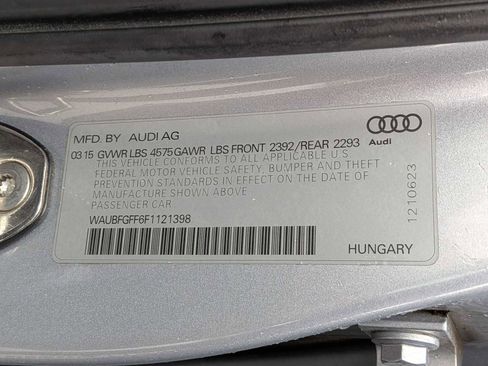 MFD. BY AUDI AG
0315 GVWR LBS 4575 GAWR LBS FRONT 2392/REAR 2293
THIS VEHICLE CONFORMS TO ALL APPLICABLE U.S.
FEDERAL MOTOR VEHICLE SAFETY, BUMPER AND THEFT
PREVENTION STANDARDS IN EFFECT ON THE DATE OF
MANUFACTURE SHOWN ABOVE
PASSENGER CAR
WAUBFGFF6F1121398
Audi
1210623
HUNGARY